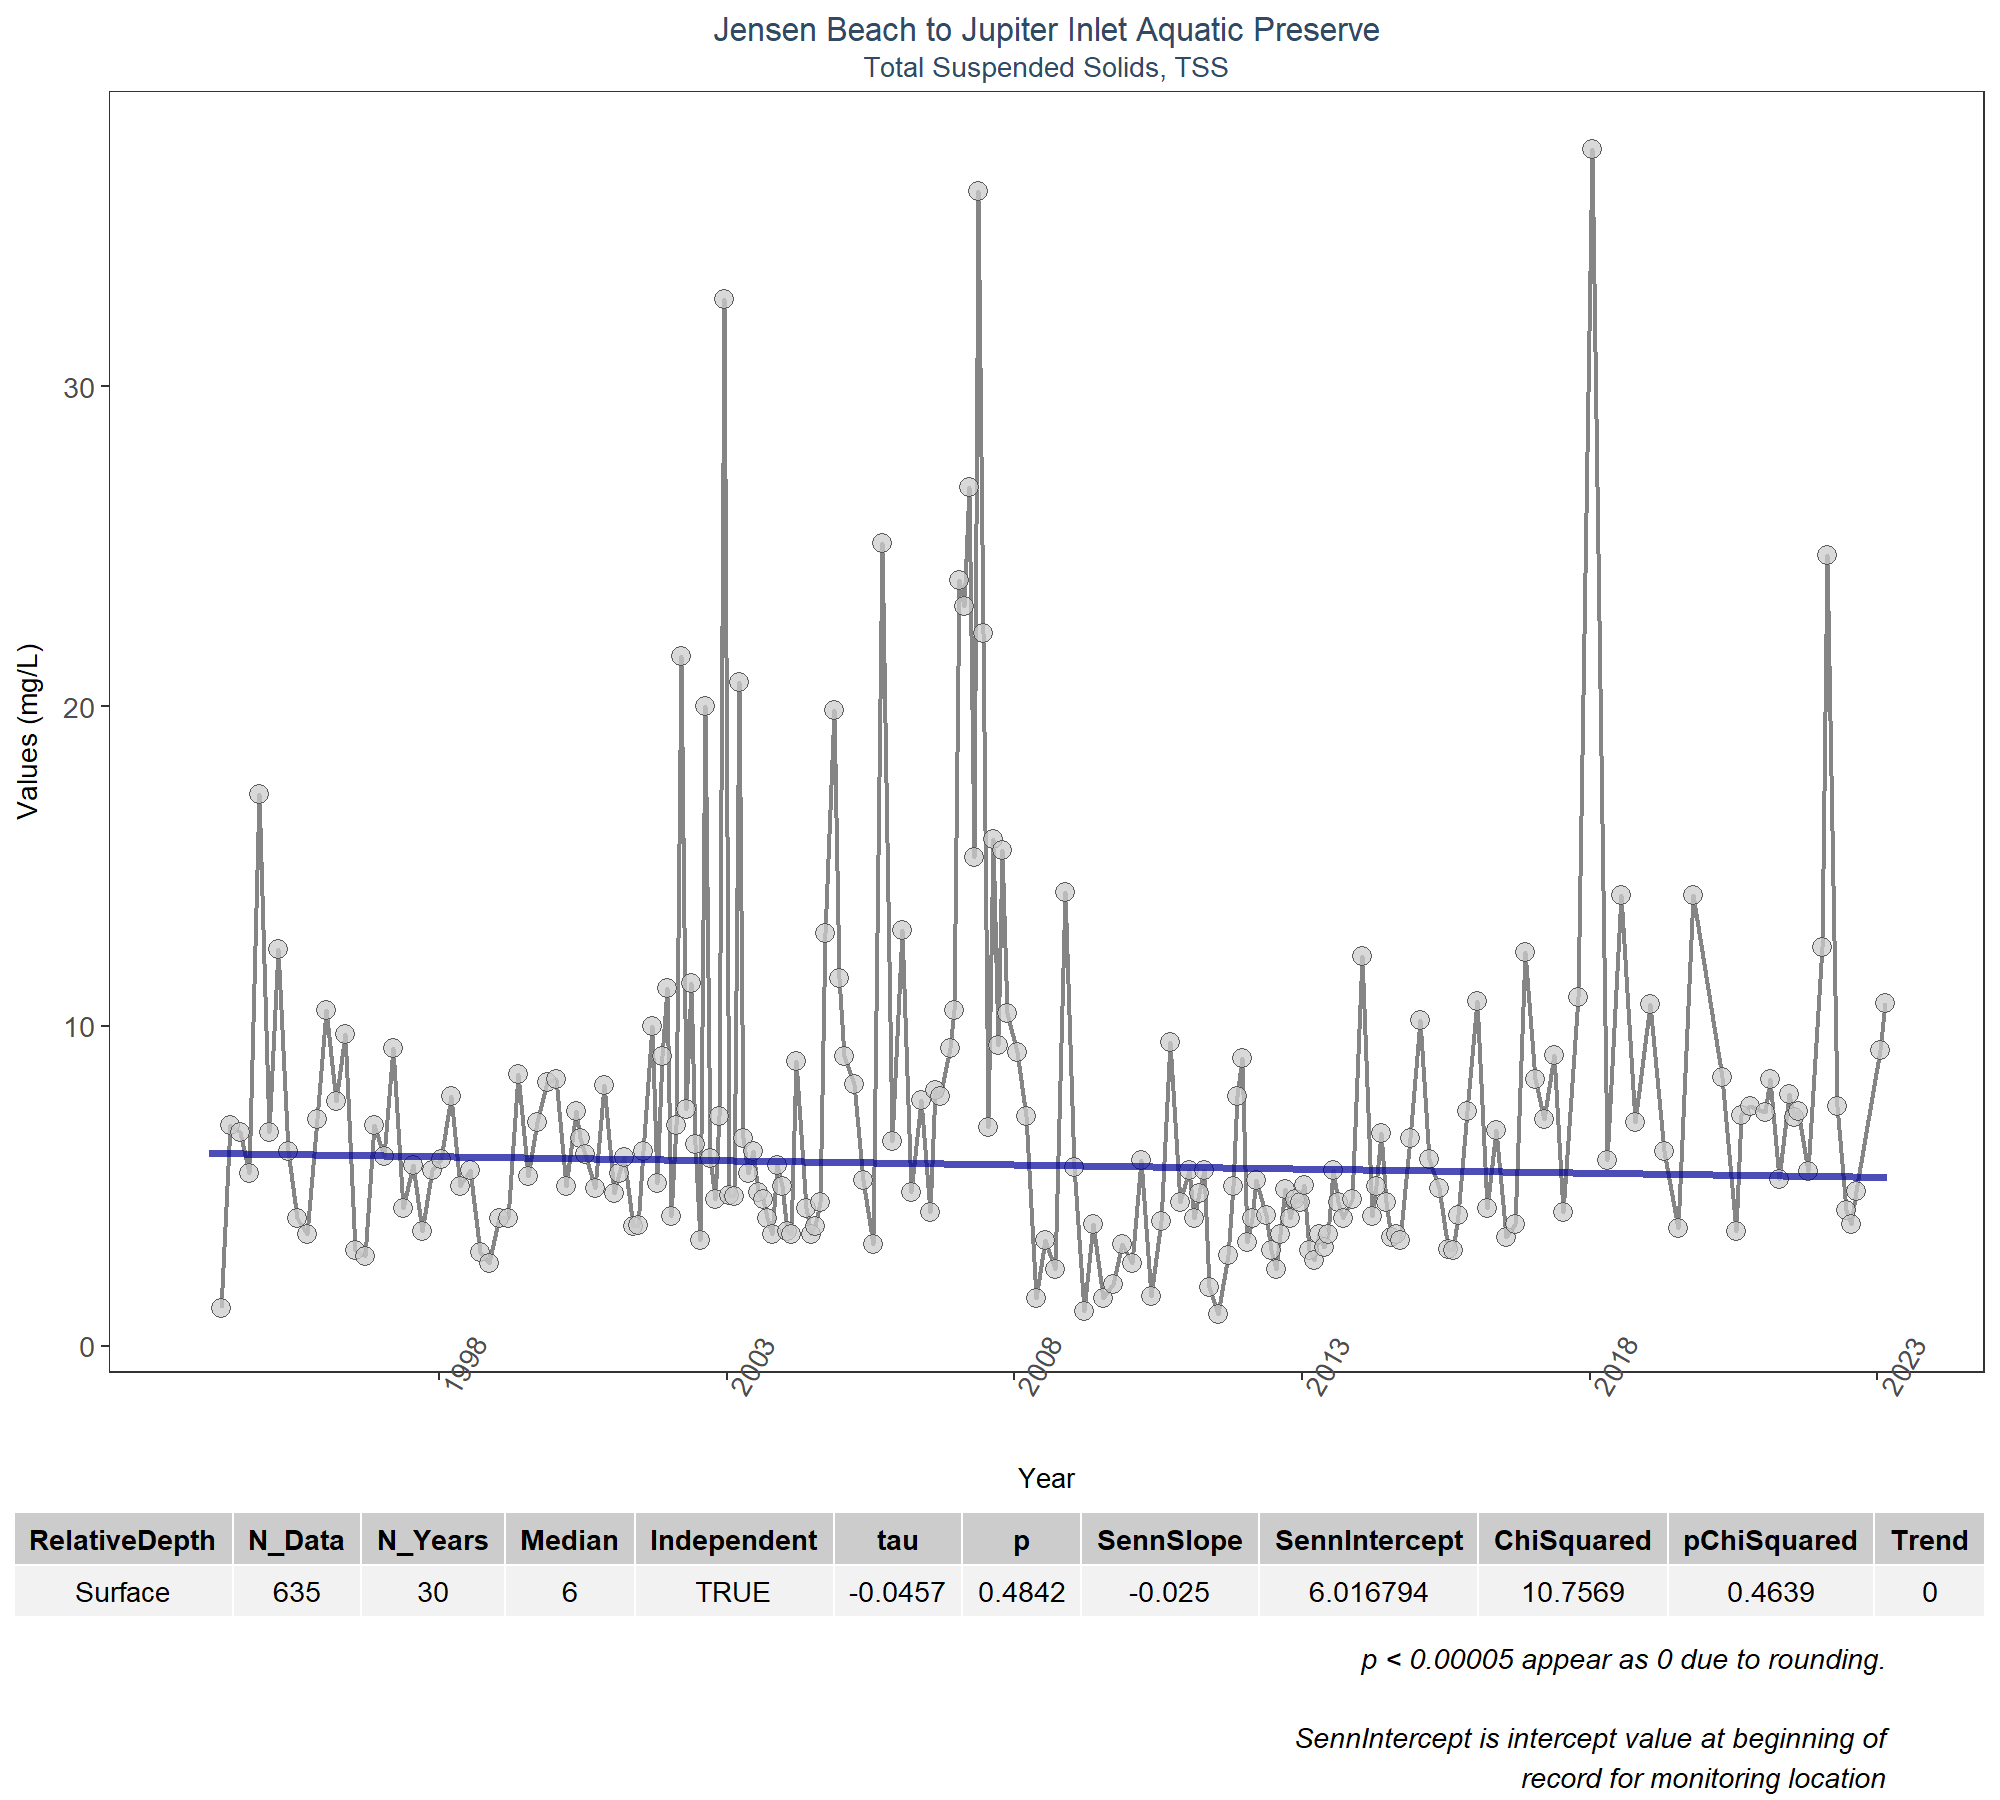 Jensen Beach to Jupiter Inlet Aquatic Preserve
Total Suspended Solids, TSS
Values (mg/L)
30
20
10
0
1998
2003
2008
2013
2018
2023
Year
RelativeDepth N_Data N_Years Median Independent tau p SennSlope SennIntercept ChiSquared pChiSquared Trend
Surface 635 30 6 TRUE -0.0457 0.4842 -0.025 6.016794 10.7569 0.4639 0
p < 0.00005 appear as 0 due to rounding.
SennIntercept is intercept value at beginning of
record for monitoring location